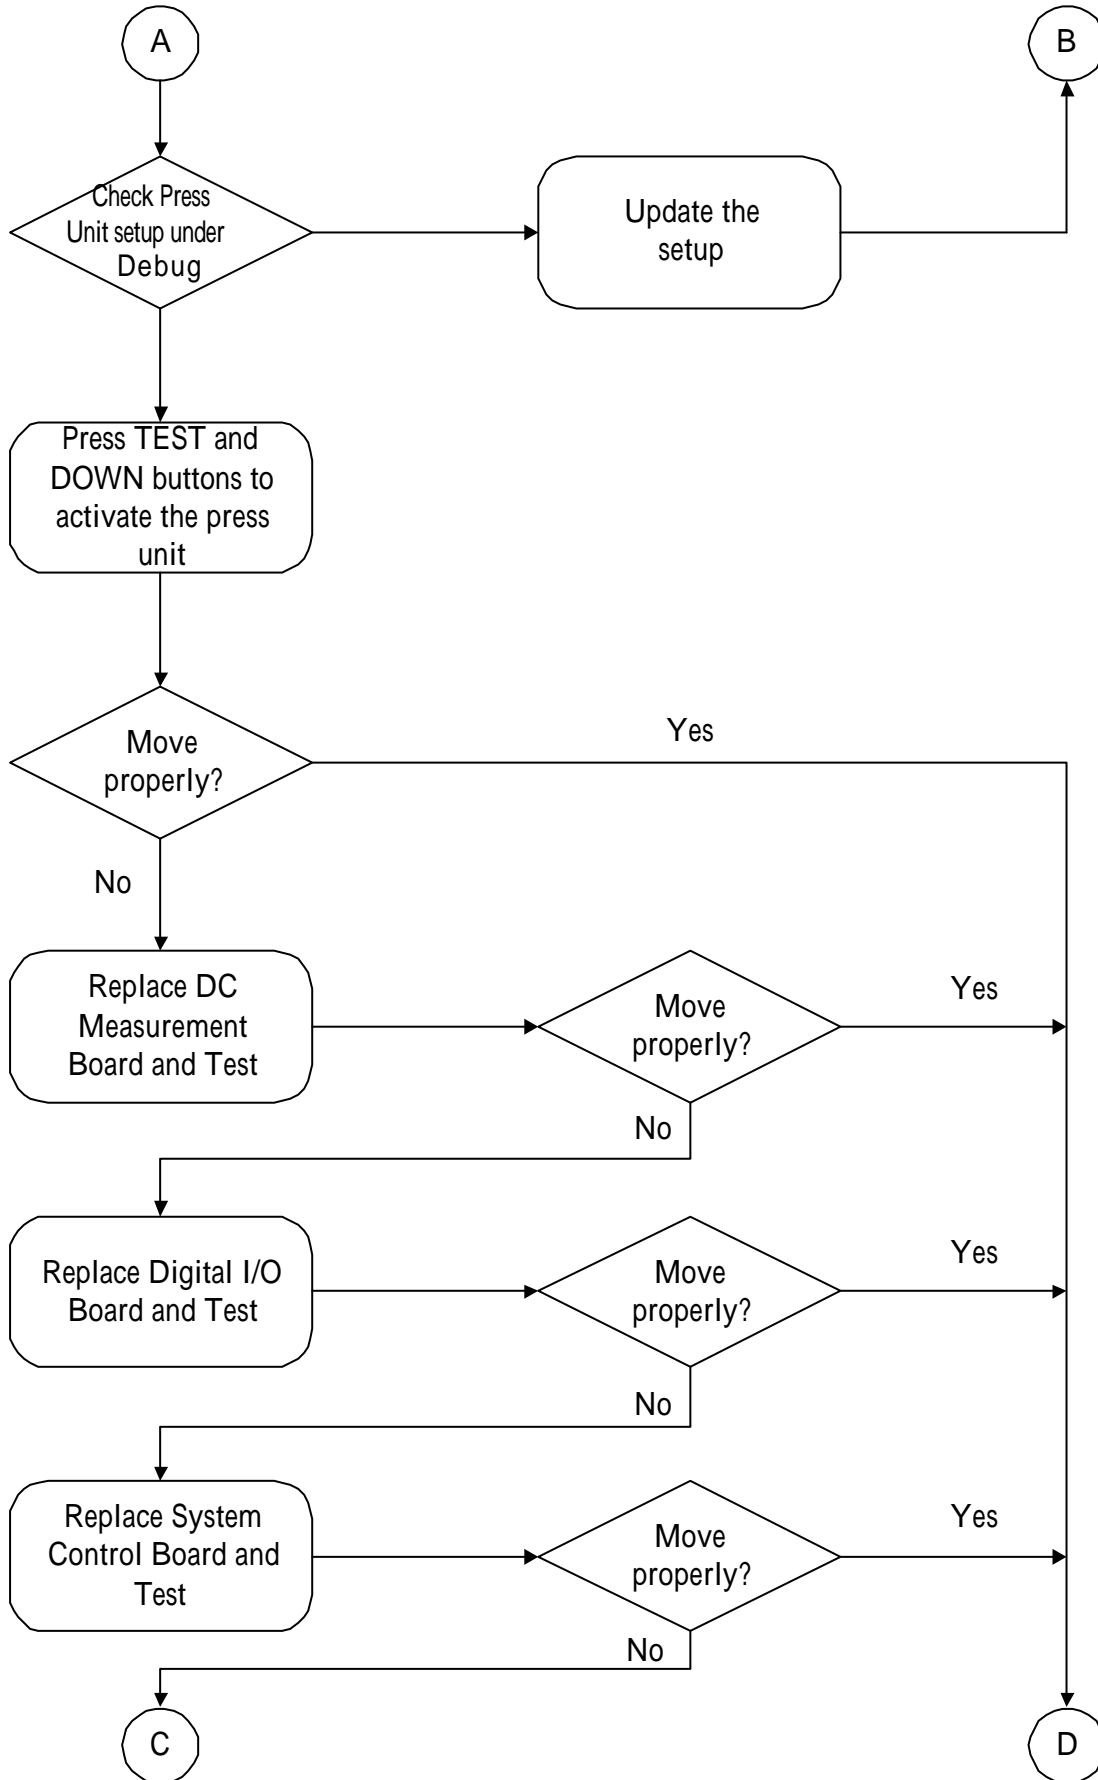 A
B
Check Press
Unit setup under
Debug
Update the
setup
Press TEST and
DOWN buttons to
activate the press
unit
Move
properly?
Yes
No
Replace DC
Measurement
Board and Test
Move
properly?
Yes
No
Replace Digital I/O
Board and Test
Move
properly?
Yes
No
Replace System
Control Board and
Test
Move
properly?
Yes
No
C
D